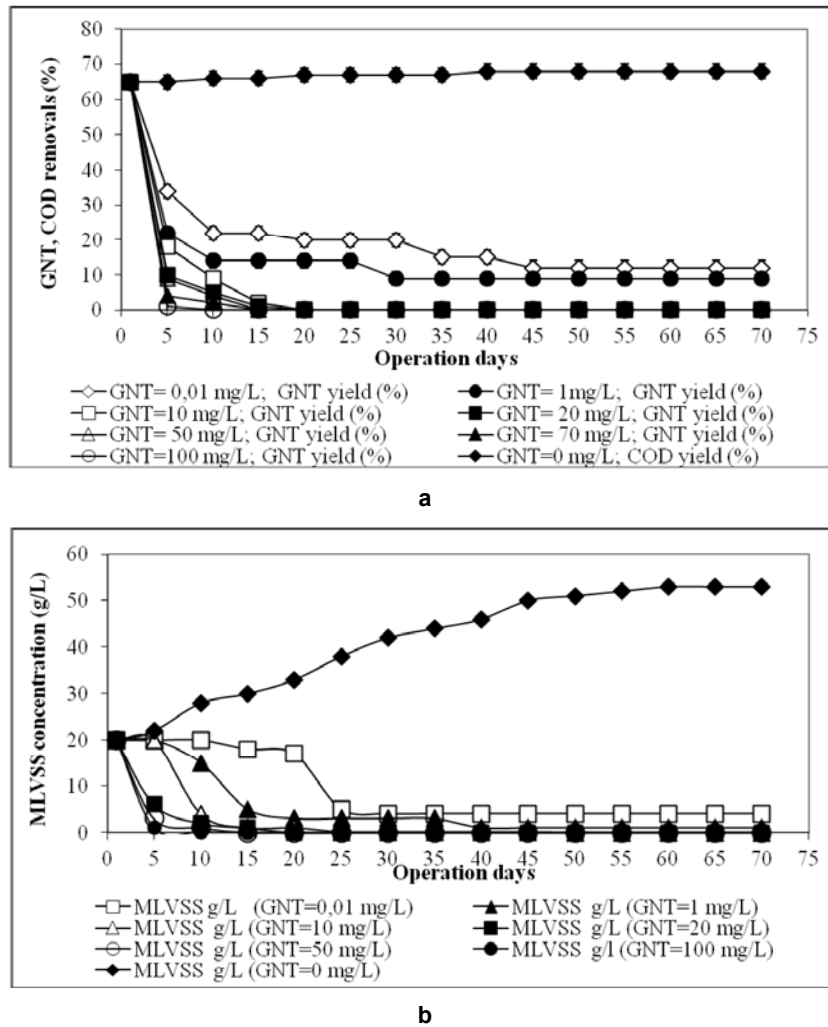 80
70
60
50
40
30
20
10
0
GNT, COD removals (%)
0 5 10 15 20 25 30 35 40 45 50 55 60 65 70 75
Operation days
GNT= 0,01 mg/L; GNT yield (%)
GNT= 1mg/L; GNT yield (%)
GNT= 10 mg/L; GNT yield (%)
GNT= 20 mg/L; GNT yield (%)
GNT= 50 mg/L; GNT yield (%)
GNT= 70 mg/L; GNT yield (%)
GNT=100 mg/L; GNT yield (%)
GNT=0 mg/L; COD yield (%)
a
60
50
40
30
20
10
0
MLVSS concentration (g/L)
0 5 10 15 20 25 30 35 40 45 50 55 60 65 70 75
Operation days
MLVSS g/L (GNT=0,01 mg/L)
MLVSS g/L (GNT=1 mg/L)
MLVSS g/L (GNT=10 mg/L)
MLVSS g/L (GNT=20 mg/L)
MLVSS g/L (GNT=50 mg/L)
MLVSS g/l (GNT=100 mg/L)
MLVSS g/L (GNT=0 mg/L)
b